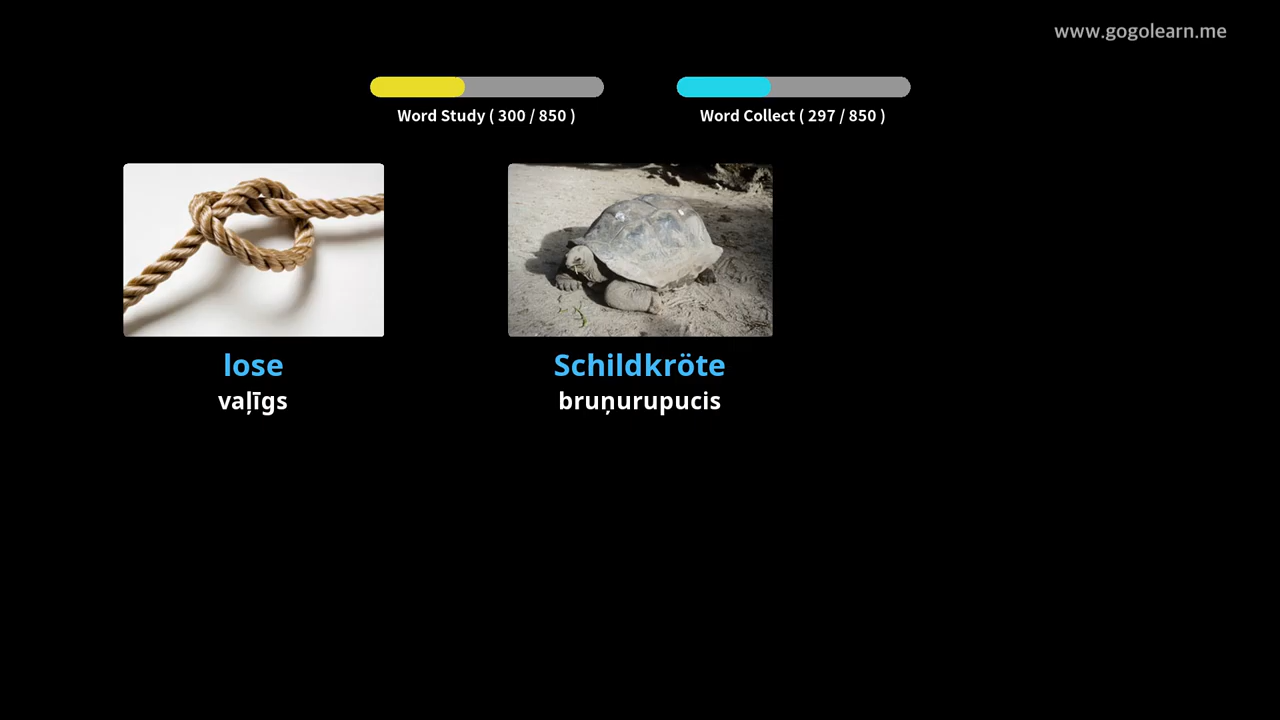 www.gogolearn.me
Word Study ( 300 / 850 )
Word Collect ( 297 / 850 )
lose
vaļīgs
Schildkröte
bruņurupucis